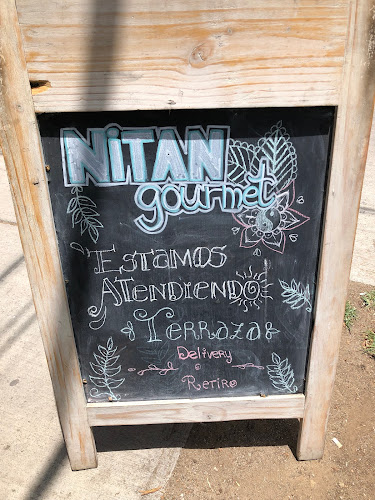 NiTAN
gourmet
Estamos
ATendiendo
Terraza
Delivery
o
Retiro